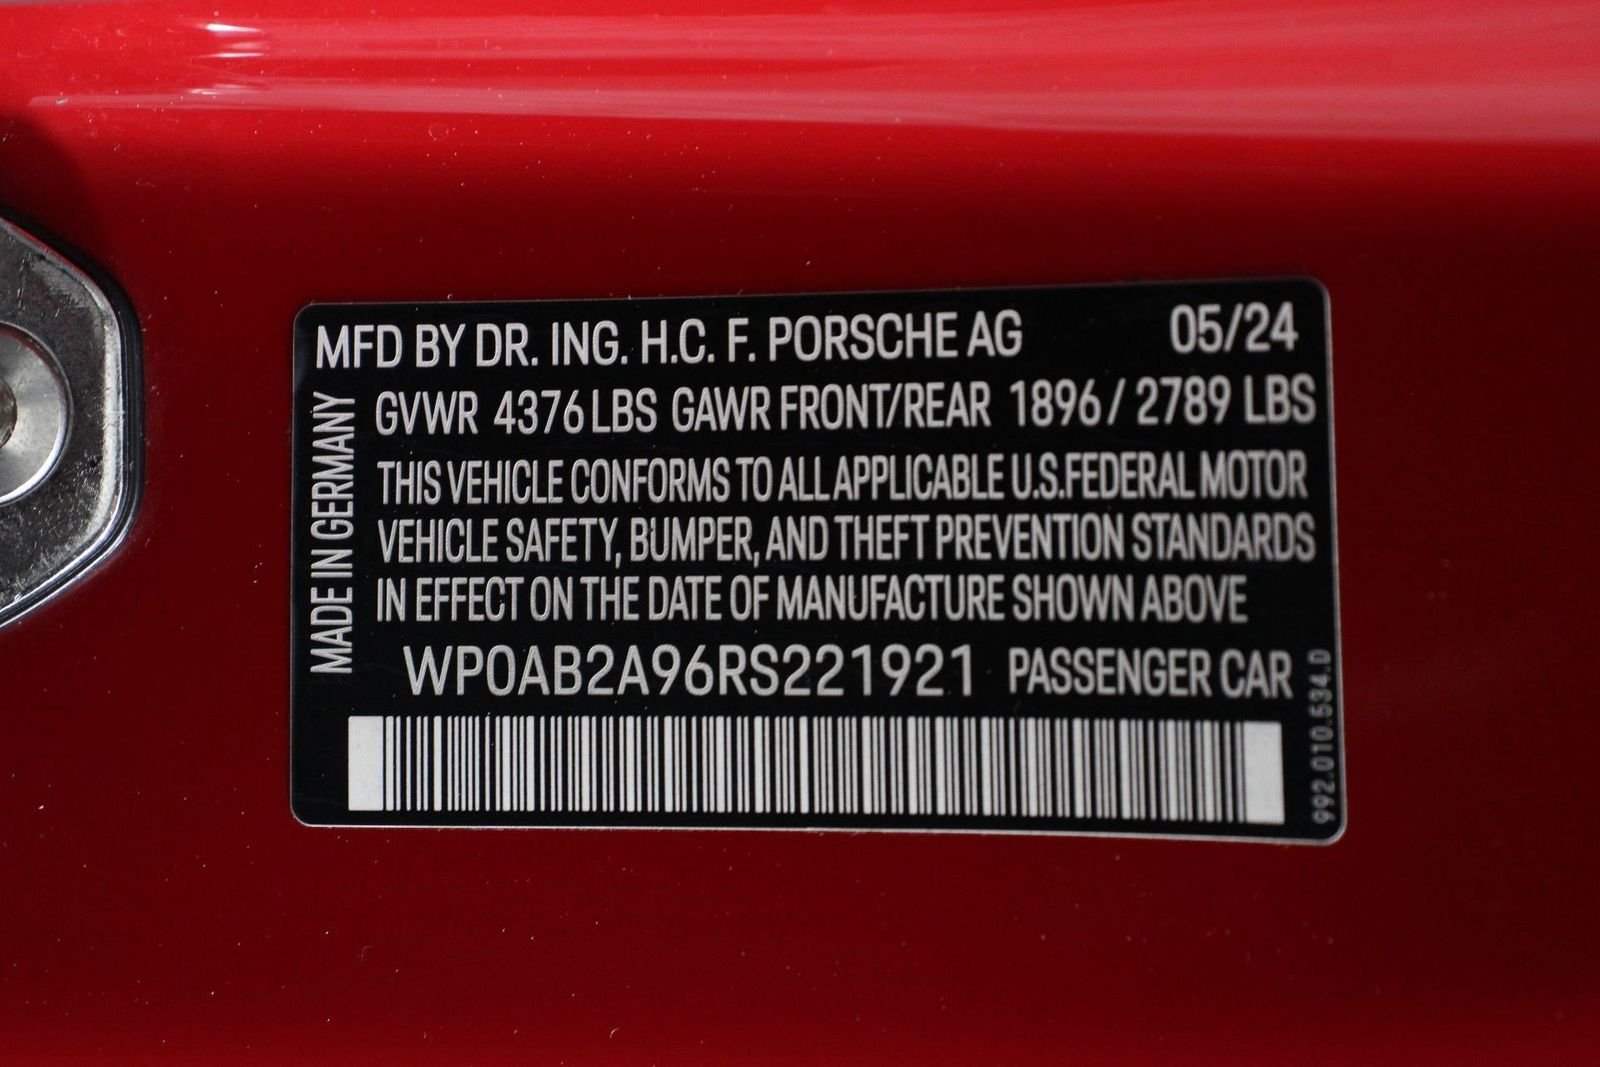 MFD BY DR. ING. H.C. F. PORSCHE AG 05/24
GVWR 4376 LBS GAWR FRONT/REAR 1896 / 2789 LBS
THIS VEHICLE CONFORMS TO ALL APPLICABLE U.S.FEDERAL MOTOR
VEHICLE SAFETY, BUMPER, AND THEFT PREVENTION STANDARDS
IN EFFECT ON THE DATE OF MANUFACTURE SHOWN ABOVE
WP0AB2A96RS221921 PASSENGER CAR
MADE IN GERMANY
992.010.534.D